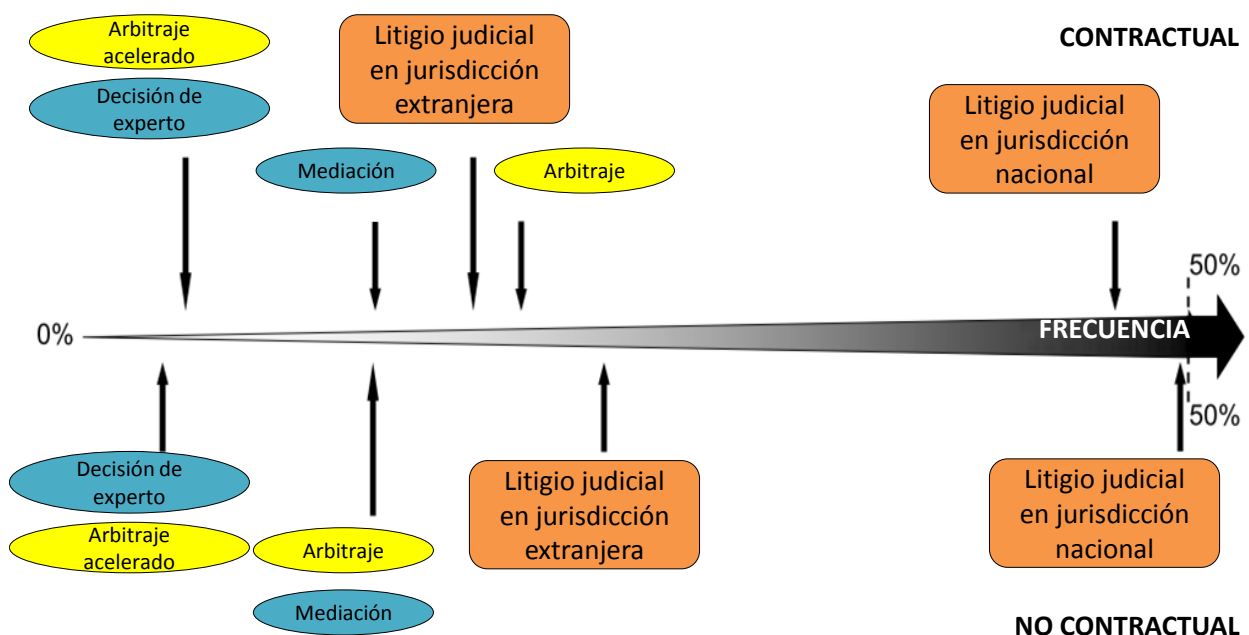 Arbitraje
acelerado
Decisión de
experto
Litigio judicial
en jurisdicción
extranjera
CONTRACTUAL
Mediación
Arbitraje
Litigio judicial
en jurisdicción
nacional
50%
0%
FRECUENCIA
50%
Decisión de
experto
Arbitraje
acelerado
Arbitraje
Mediación
Litigio judicial
en jurisdicción
extranjera
Litigio judicial
en jurisdicción
nacional
NO CONTRACTUAL